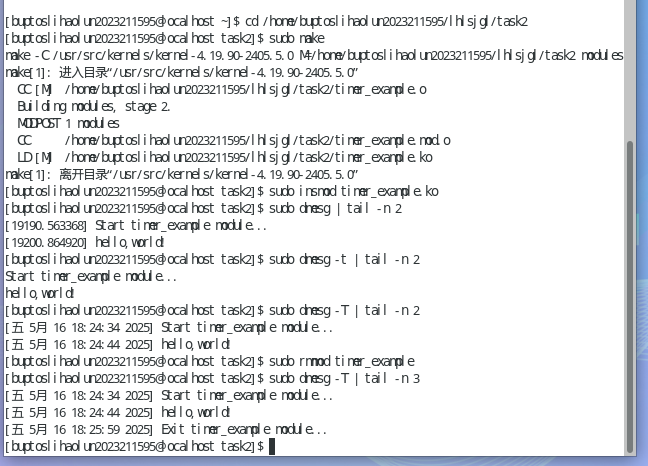 [buptoslihaolun2023211595@localhost ~]$ cd /home/buptoslihaolun2023211595/lhlsjgl/task2
[buptoslihaolun2023211595@localhost task2]$ sudo make
make -C /usr/src/kernels/kernel-4.19.90-2405.5.0 M=/home/buptoslihaolun2023211595/lhlsjgl/task2 modules
make[1]: 进入目录“/usr/src/kernels/kernel-4.19.90-2405.5.0”
CC [M] /home/buptoslihaolun2023211595/lhlsjgl/task2/timer_example.o
Building modules, stage 2.
MODPOST 1 modules
CC /home/buptoslihaolun2023211595/lhlsjgl/task2/timer_example.mod.o
LD [M] /home/buptoslihaolun2023211595/lhlsjgl/task2/timer_example.ko
make[1]: 离开目录“/usr/src/kernels/kernel-4.19.90-2405.5.0”
[buptoslihaolun2023211595@localhost task2]$ sudo insmod timer_example.ko
[buptoslihaolun2023211595@localhost task2]$ sudo dmesg | tail -n 2
[19190.563368] Start timer_example module...
[19200.864920] hello,world!
[buptoslihaolun2023211595@localhost task2]$ sudo dmesg -t | tail -n 2
Start timer_example module...
hello,world!
[buptoslihaolun2023211595@localhost task2]$ sudo dmesg -T | tail -n 2
[五 5月 16 18:24:34 2025] Start timer_example module...
[五 5月 16 18:24:44 2025] hello,world!
[buptoslihaolun2023211595@localhost task2]$ sudo rmmod timer_example
[buptoslihaolun2023211595@localhost task2]$ sudo dmesg -T | tail -n 3
[五 5月 16 18:24:34 2025] Start timer_example module...
[五 5月 16 18:24:44 2025] hello,world!
[五 5月 16 18:25:59 2025] Exit timer_example module...
[buptoslihaolun2023211595@localhost task2]$